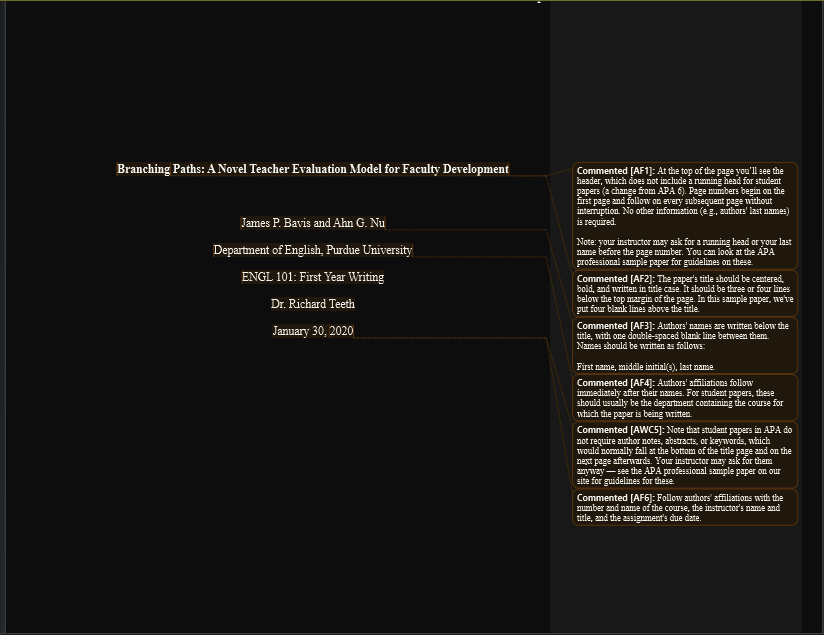 Branching Paths: A Novel Teacher Evaluation Model for Faculty Development
James P. Bavis and Ahn G. Nu
Department of English, Purdue University
ENGL 101: First Year Writing
Dr. Richard Teeth
January 30, 2020
Commented [AF1]: At the top of the page you'll see the
header, which does not include a running head for student
papers (a change from APA 6). Page numbers begin on the
first page and follow on every subsequent page without
interruption. No other information (e.g., authors' last names)
is required.
Note: your instructor may ask for a running head or your last
name before the page number. You can look at the APA
professional sample paper for guidelines on these.
Commented [AF2]: The paper's title should be centered,
bold, and written in title case. It should be three or four lines
below the top margin of the page. In this sample paper, we've
put four blank lines above the title.
Commented [AF3]: Authors' names are written below the
title, with one double-spaced blank line between them.
Names should be written as follows:
First name, middle initial(s), last name.
Commented [AF4]: Authors' affiliations follow
immediately after their names. For student papers, these
should usually be the department containing the course for
which the paper is being written.
Commented [AWC5]: Note that student papers in APA do
not require author notes, abstracts, or keywords, which
would normally fall at the bottom of the title page and on the
next page afterwards. Your instructor may ask for them
anyway — see the APA professional sample paper on our
site for guidelines for these.
Commented [AF6]: Follow authors' affiliations with the
number and name of the course, the instructor's name and
title, and the assignment's due date.